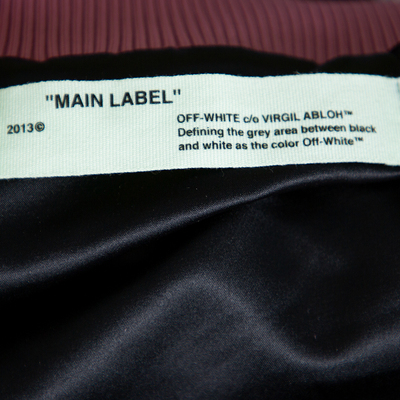 "MAIN LABEL"
2013©
OFF-WHITE c/o VIRGIL ABLOH™
Defining the grey area between black
and white as the color Off-White™